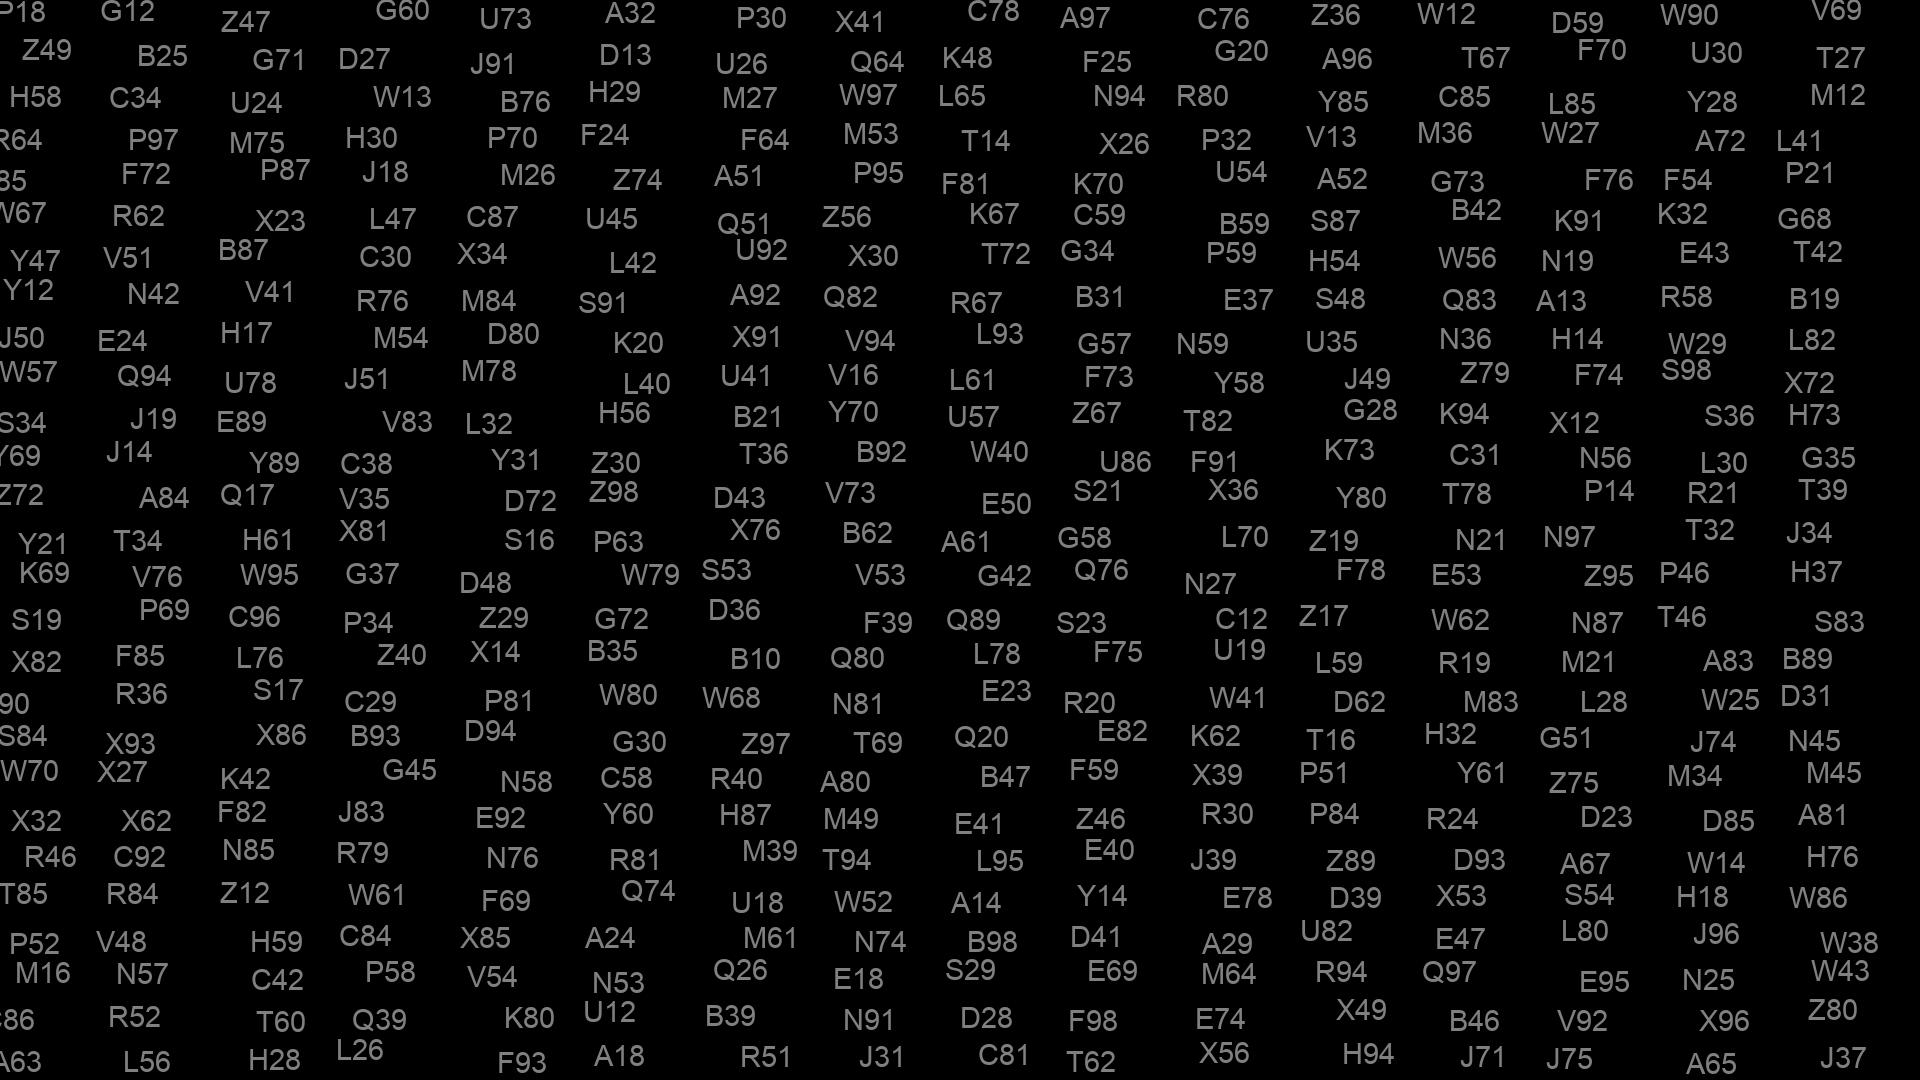 P18 G12 Z47 G60 U73 A32 P30 X41 C78 A97 C76 Z36 W12 D59 W90 V69
Z49 B25 G71 D27 J91 D13 U26 Q64 K48 F25 G20 A96 T67 F70 U30 T27
H58 C34 U24 W13 B76 H29 M27 W97 L65 N94 R80 Y85 C85 L85 Y28 M12
R64 P97 M75 H30 P70 F24 F64 M53 T14 X26 P32 V13 M36 W27 A72 L41
85 F72 P87 J18 M26 Z74 A51 P95 F81 K70 U54 A52 G73 F76 F54 P21
W67 R62 X23 L47 C87 U45 Q51 Z56 K67 C59 B59 S87 B42 K91 K32 G68
Y47 V51 B87 C30 X34 L42 U92 X30 T72 G34 P59 H54 W56 N19 E43 T42
Y12 N42 V41 R76 M84 S91 A92 Q82 R67 B31 E37 S48 Q83 A13 R58 B19
J50 E24 H17 M54 D80 K20 X91 V94 L93 G57 N59 U35 N36 H14 W29 L82
W57 Q94 U78 J51 M78 L40 U41 V16 L61 F73 Y58 J49 Z79 F74 S98 X72
S34 J19 E89 V83 L32 H56 B21 Y70 U57 Z67 T82 G28 K94 X12 S36 H73
Y69 J14 Y89 C38 Y31 Z30 T36 B92 W40 U86 F91 K73 C31 N56 L30 G35
Z72 A84 Q17 V35 D72 Z98 D43 V73 E50 S21 X36 Y80 T78 P14 R21 T39
Y21 T34 H61 X81 S16 P63 X76 B62 A61 G58 L70 Z19 N21 N97 T32 J34
K69 V76 W95 G37 D48 W79 S53 V53 G42 Q76 N27 F78 E53 Z95 P46 H37
S19 P69 C96 P34 Z29 G72 D36 F39 Q89 S23 C12 Z17 W62 N87 T46 S83
X82 F85 L76 Z40 X14 B35 B10 Q80 L78 F75 U19 L59 R19 M21 A83 B89
90 R36 S17 C29 P81 W80 W68 N81 E23 R20 W41 D62 M83 L28 W25 D31
S84 X93 X86 B93 D94 G30 Z97 T69 Q20 E82 K62 T16 H32 G51 J74 N45
W70 X27 K42 G45 N58 C58 R40 A80 B47 F59 X39 P51 Y61 Z75 M34 M45
X32 X62 F82 J83 E92 Y60 H87 M49 E41 Z46 R30 P84 R24 D23 D85 A81
R46 C92 N85 R79 N76 R81 M39 T94 L95 E40 J39 Z89 D93 A67 W14 H76
T85 R84 Z12 W61 F69 Q74 U18 W52 A14 Y14 E78 D39 X53 S54 H18 W86
P52 V48 H59 C84 X85 A24 M61 N74 B98 D41 A29 U82 E47 L80 J96 W38
M16 N57 C42 P58 V54 N53 Q26 E18 S29 E69 M64 R94 Q97 E95 N25 W43
86 R52 T60 Q39 K80 U12 B39 N91 D28 F98 E74 X49 B46 V92 X96 Z80
A63 L56 H28 L26 F93 A18 R51 J31 C81 T62 X56 H94 J71 J75 A65 J37